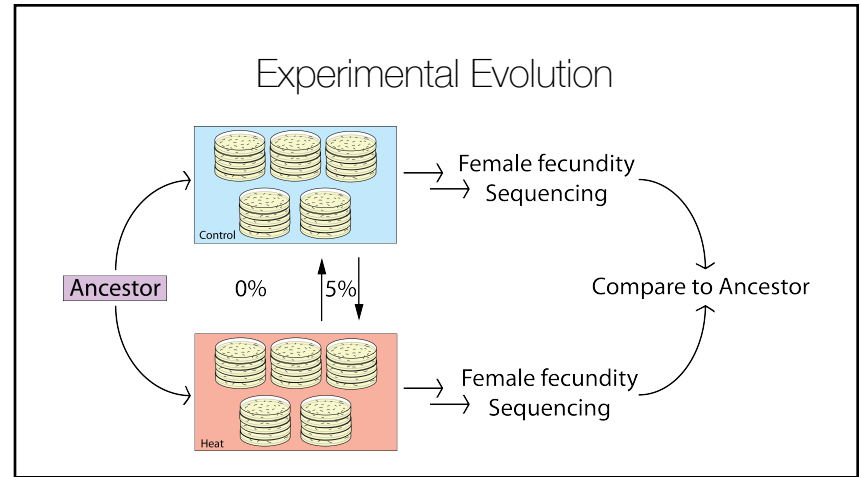 Experimental Evolution
Control
Female fecundity
Sequencing
Ancestor
0%
5%
Compare to Ancestor
Heat
Female fecundity
Sequencing